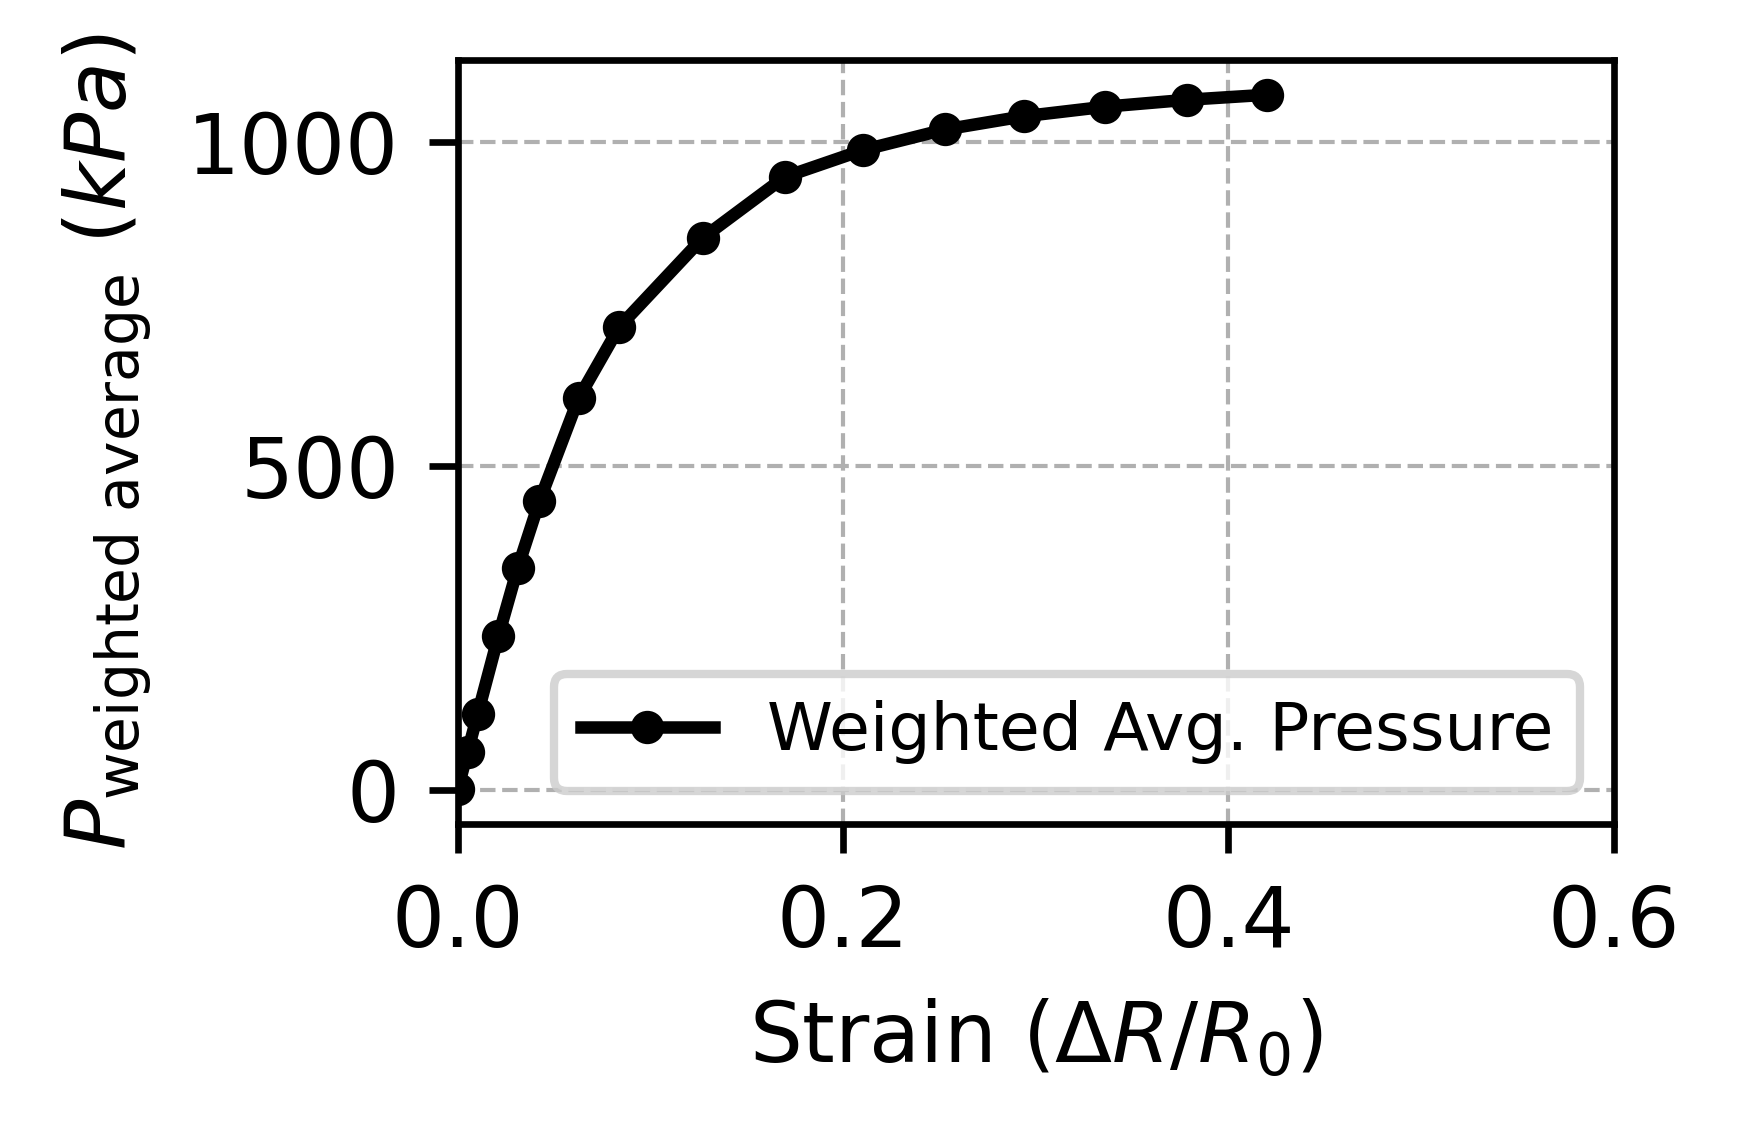 P_weighted average (kPa)
1000
500
0
Weighted Avg. Pressure
0.0 0.2 0.4 0.6
Strain (ΔR/R₀)